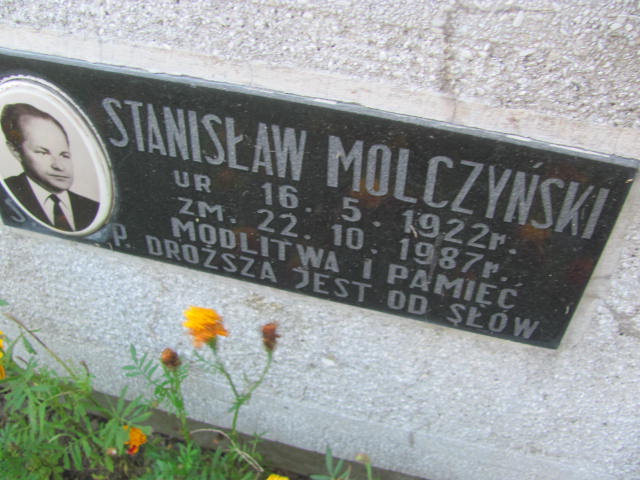 STANISŁAW MOLCZYŃSKI
UR 16. 5. 1922r.
ZM. 22. 10. 1987r.
MODLITWA I PAMIĘĆ
S. P. DROŻSZA JEST OD SŁÓW